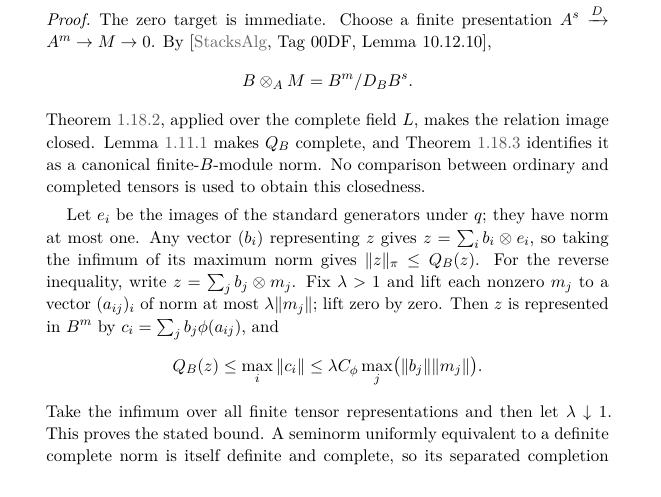 Proof. The zero target is immediate. Choose a finite presentation A^s \xrightarrow{D}
A^m → M → 0. By [StacksAlg, Tag 00DF, Lemma 10.12.10],
B ⊗_A M = B^m/D_B B^s.
Theorem 1.18.2, applied over the complete field L, makes the relation image
closed. Lemma 1.11.1 makes Q_B complete, and Theorem 1.18.3 identifies it
as a canonical finite-B-module norm. No comparison between ordinary and
completed tensors is used to obtain this closedness.
Let e_i be the images of the standard generators under q; they have norm
at most one. Any vector (b_i) representing z gives z = ∑_i b_i ⊗ e_i, so taking
the infimum of its maximum norm gives ‖z‖_π ≤ Q_B(z). For the reverse
inequality, write z = ∑_j b_j ⊗ m_j. Fix λ > 1 and lift each nonzero m_j to a
vector (a_{ij})_i of norm at most λ‖m_j‖; lift zero by zero. Then z is represented
in B^m by c_i = ∑_j b_jϕ(a_{ij}), and
Q_B(z) ≤ max_i ‖c_i‖ ≤ λC_ϕ max_j(‖b_j‖‖m_j‖).
Take the infimum over all finite tensor representations and then let λ ↓ 1.
This proves the stated bound. A seminorm uniformly equivalent to a definite
complete norm is itself definite and complete, so its separated completion